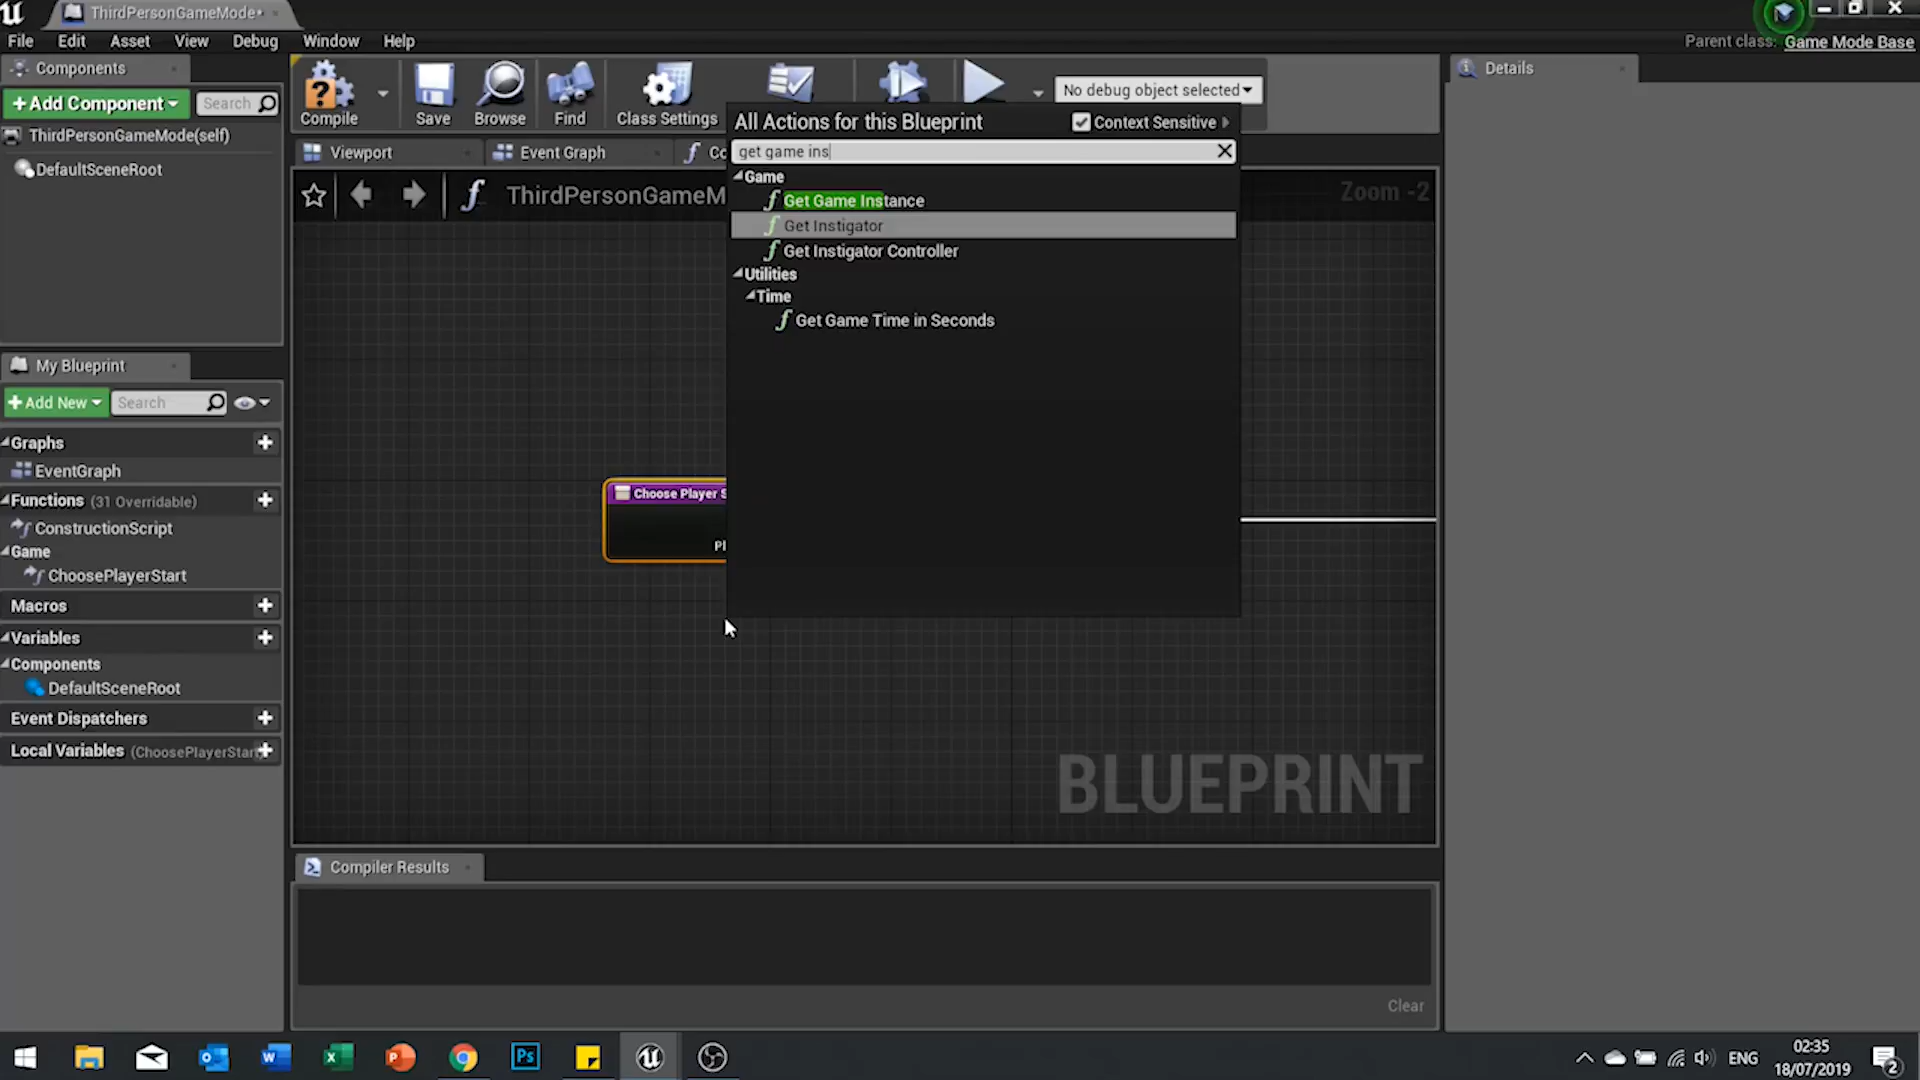 ThirdPersonGameMode•
File Edit Asset View Debug Window Help
Parent class: Game Mode Base
Components
+Add Component
Search
ThirdPersonGameMode(self)
DefaultSceneRoot
Compile
Save
Browse
Find
Class Settings
No debug object selected
All Actions for this Blueprint
Context Sensitive
get game ins
Game
Get Game Instance
Get Instigator
Get Instigator Controller
Utilities
Time
Get Game Time in Seconds
Viewport
Event Graph
ThirdPersonGameM
Zoom -2
Choose Player S
Pl
BLUEPRINT
My Blueprint
+Add New
Search
Graphs
EventGraph
Functions (31 Overridable)
ConstructionScript
Game
ChoosePlayerStart
Macros
Variables
Components
DefaultSceneRoot
Event Dispatchers
Local Variables (ChoosePlayerStart
Compiler Results
Clear
Details
Ps
ENG
02:35
18/07/2019
2